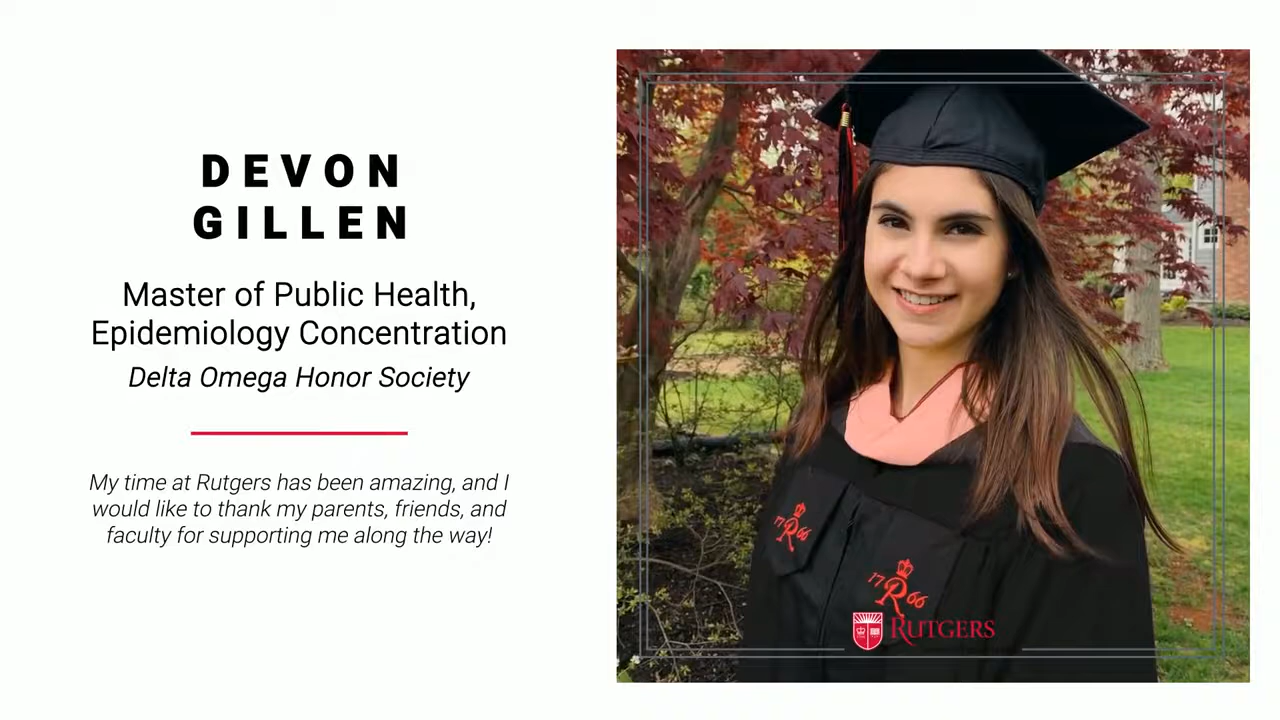 DEVON
GILLEN
Master of Public Health,
Epidemiology Concentration
Delta Omega Honor Society
My time at Rutgers has been amazing, and I
would like to thank my parents, friends, and
faculty for supporting me along the way!
17 R 66
17 R 66
RUTGERS